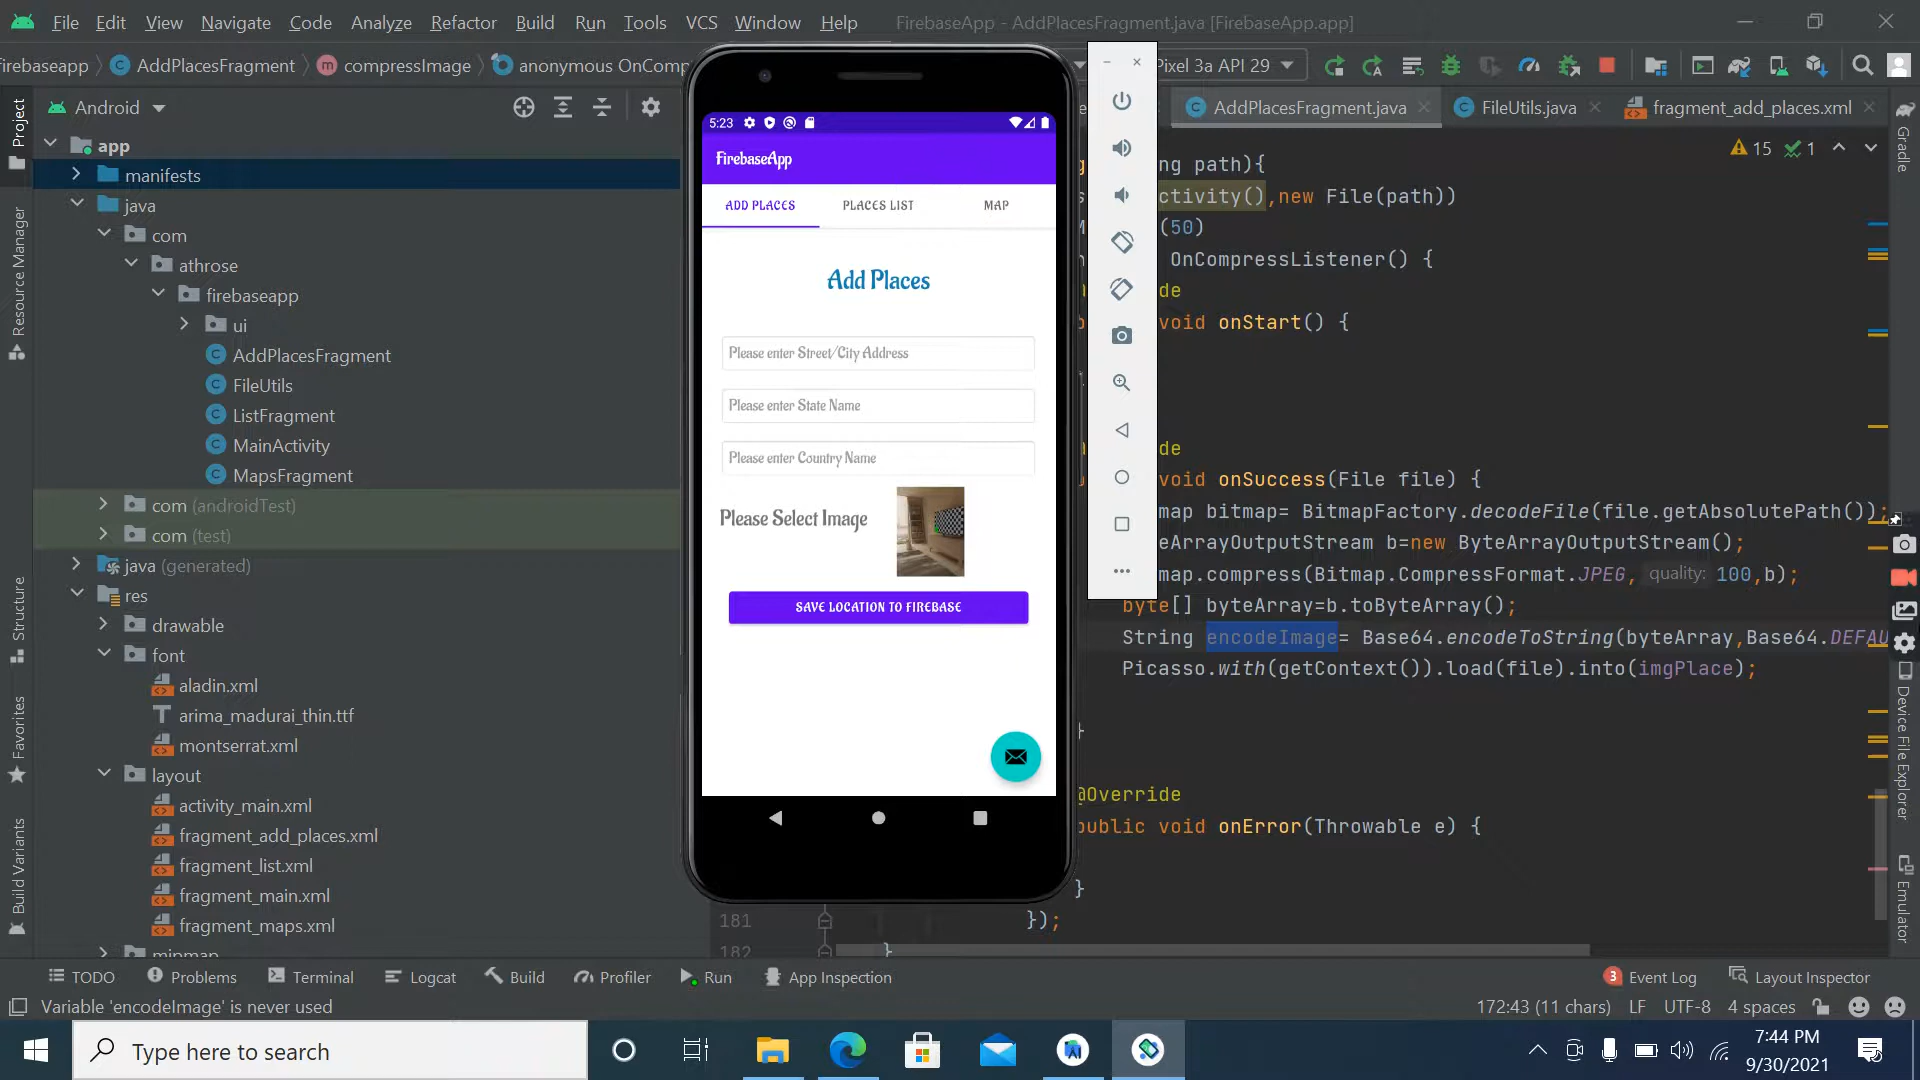 File Edit View Navigate Code Analyze Refactor Build Run Tools VCS Window Help FirebaseApp - AddPlacesFragment.java [FirebaseApp.app]
firebaseapp AddPlacesFragment compressImage anonymous OnComp Pixel 3a API 29
Android
AddPlacesFragment.java FileUtils.java fragment_add_places.xml
15 1
app
manifests
java
com
athrose
firebaseapp
ui
AddPlacesFragment
FileUtils
ListFragment
MainActivity
MapsFragment
com (androidTest)
com (test)
java (generated)
res
drawable
font
aladin.xml
arima_madurai_thin.ttf
montserrat.xml
layout
activity_main.xml
fragment_add_places.xml
fragment_list.xml
fragment_main.xml
fragment_maps.xml
mipmap
Project
Resource Manager
Structure
Favorites
Build Variants
5:23
FirebaseApp
ADD PLACES PLACES LIST MAP
Add Places
Please enter Street/City Address
Please enter State Name
Please enter Country Name
Please Select Image
SAVE LOCATION TO FIREBASE
ng path){
ctivity(),new File(path))
(50)
OnCompressListener() {
de
void onStart() {
}
de
void onSuccess(File file) {
map bitmap= BitmapFactory.decodeFile(file.getAbsolutePath());
eArrayOutputStream b=new ByteArrayOutputStream();
map.compress(Bitmap.CompressFormat.JPEG, quality: 100,b);
byte[] byteArray=b.toByteArray();
String encodeImage= Base64.encodeToString(byteArray,Base64.DEFAU
Picasso.with(getContext()).load(file).into(imgPlace);
}
@Override
public void onError(Throwable e) {
}
181 });
182 }
Gradle
Device File Explorer
Emulator
TODO Problems Terminal Logcat Build Profiler Run App Inspection 3 Event Log Layout Inspector
Variable 'encodeImage' is never used 172:43 (11 chars) LF UTF-8 4 spaces
Type here to search
7:44 PM
9/30/2021